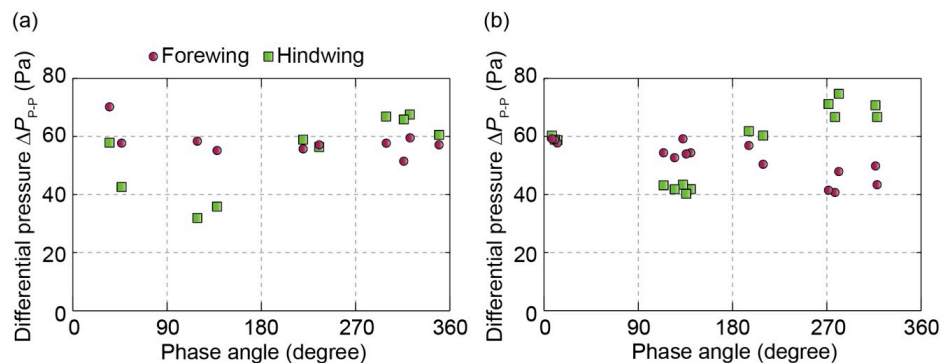 (a)
(b)
Forewing Hindwing
Differential pressure ΔP_P-P (Pa)
80
60
40
20
0
0 90 180 270 360
Phase angle (degree)
Differential pressure ΔP_P-P (Pa)
80
60
40
20
0
0 90 180 270 360
Phase angle (degree)